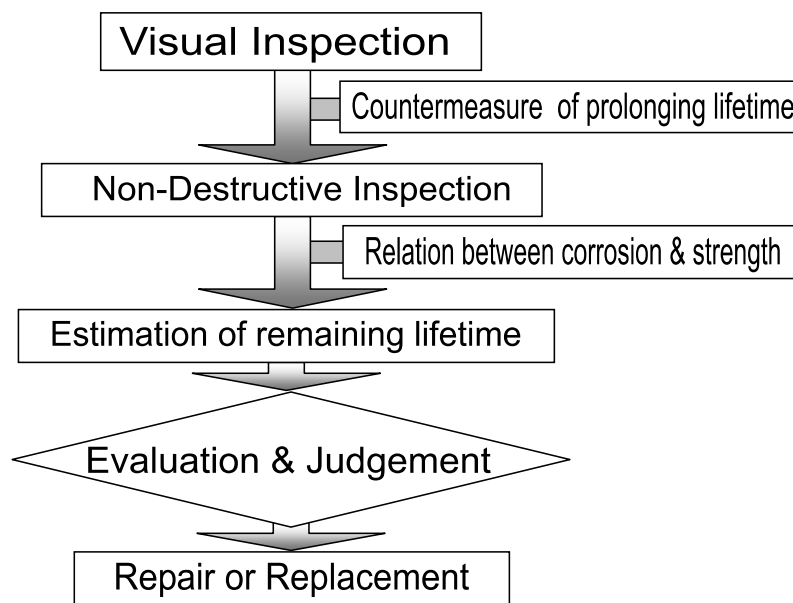 Visual Inspection
Countermeasure of prolonging lifetime
Non-Destructive Inspection
Relation between corrosion & strength
Estimation of remaining lifetime
Evaluation & Judgement
Repair or Replacement